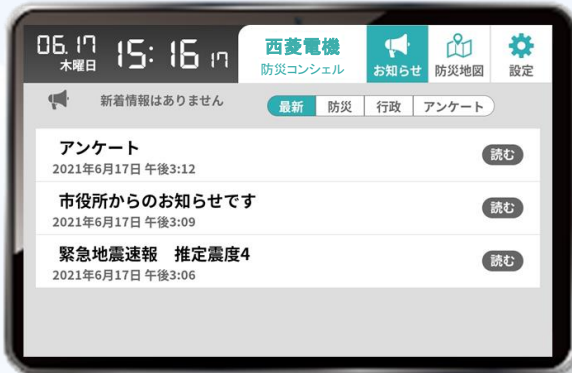 06.17 木曜日 15:16 17
西菱電機
防災コンシェル
お知らせ 防災地図 設定
新着情報はありません
最新 防災 行政 アンケート
アンケート
2021年6月17日 午後3:12
読む
市役所からのお知らせです
2021年6月17日 午後3:09
読む
緊急地震速報 推定震度4
2021年6月17日 午後3:06
読む